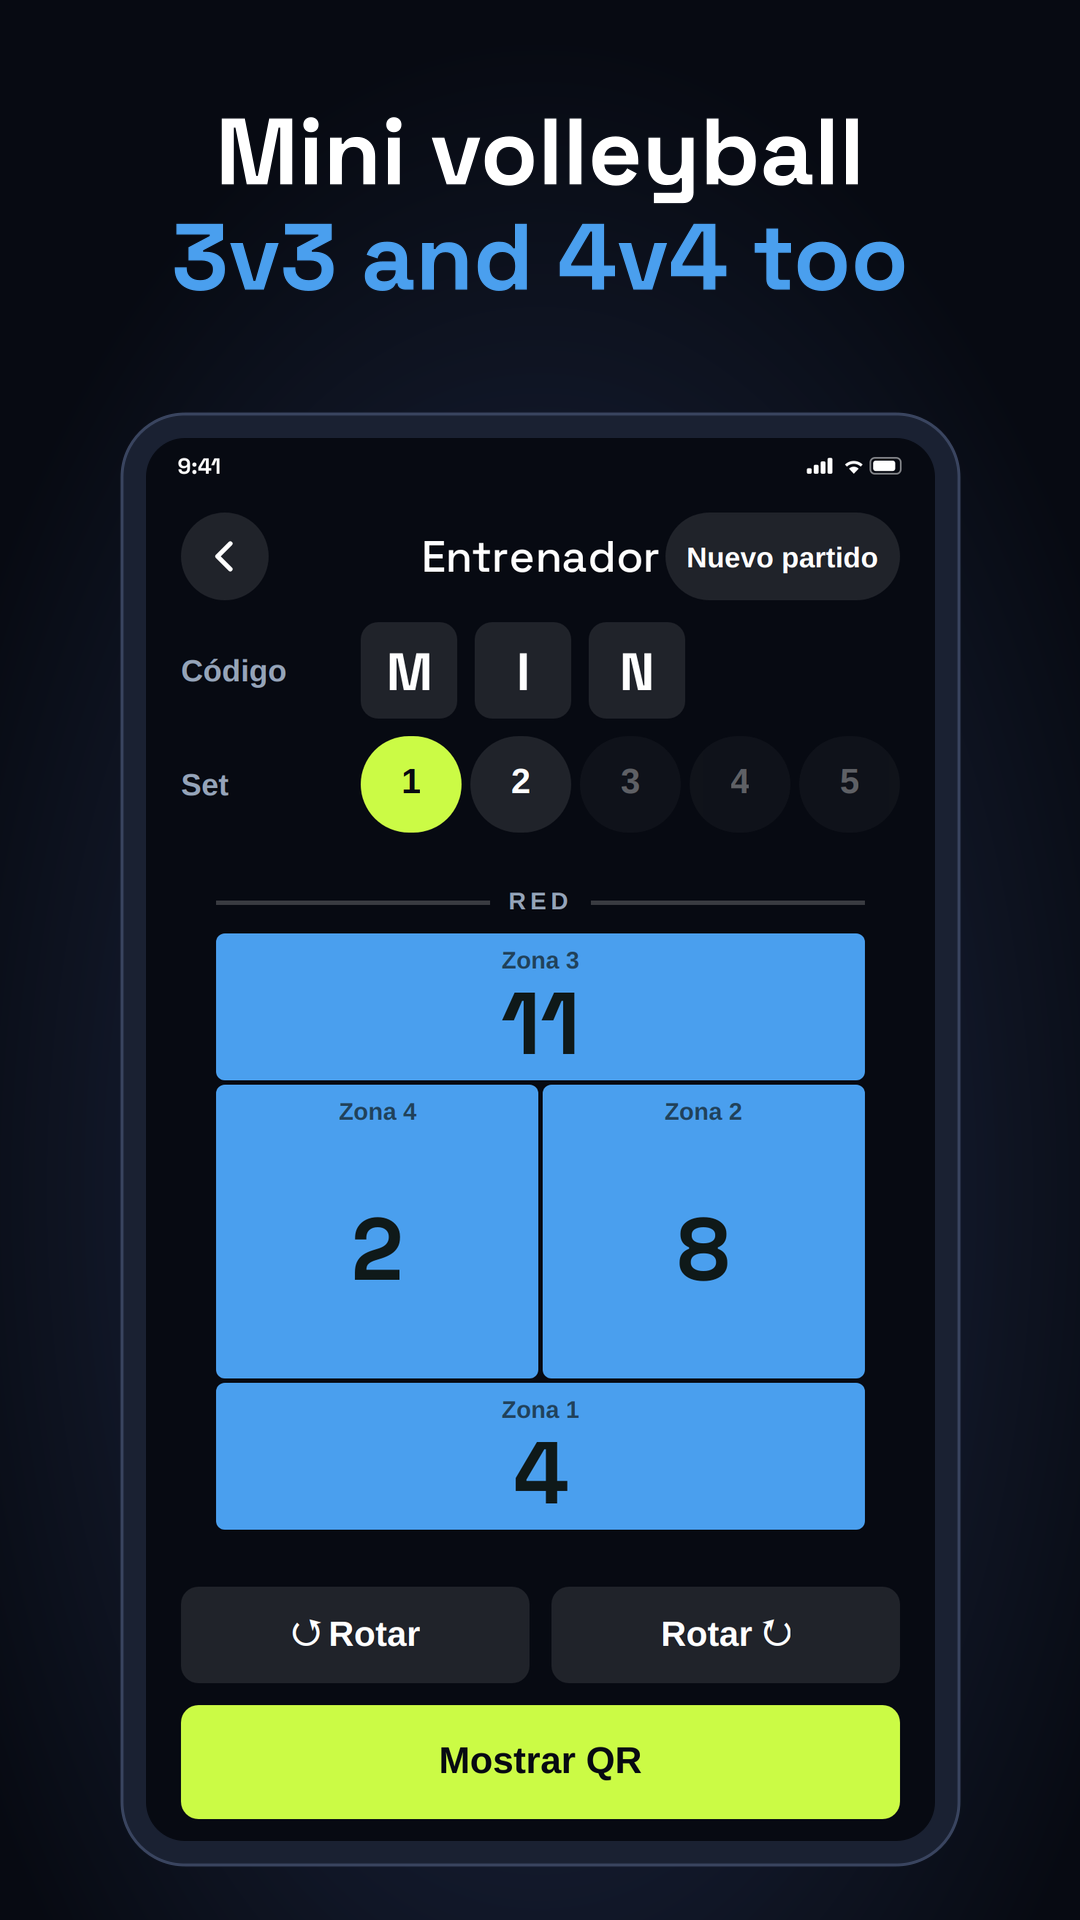 Mini volleyball
3v3 and 4v4 too
9:41
Entrenador
Nuevo partido
Código M I N
Set 1 2 3 4 5
RED
Zona 3
11
Zona 4 Zona 2
2 8
Zona 1
4
↺ Rotar Rotar ↻
Mostrar QR